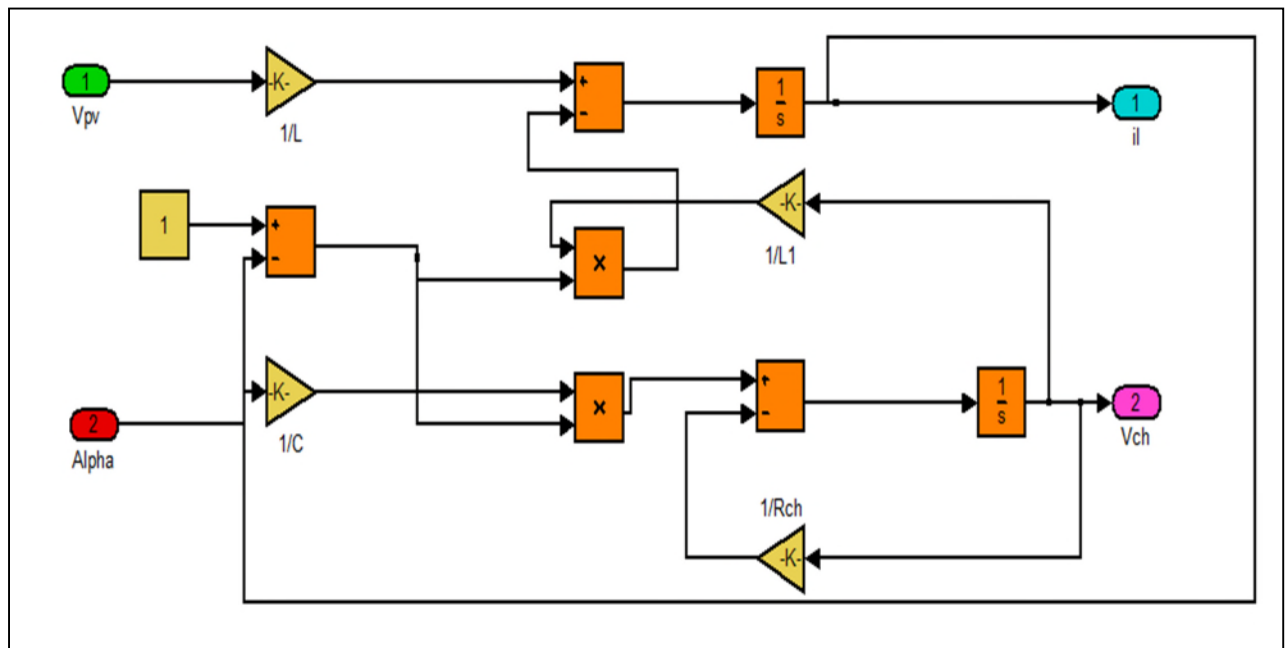 1
Vpv
-K-
1/L
+
-
1
s
1
il
1
+
-
×
-K-
1/L1
2
Alpha
-K-
1/C
×
+
-
1
s
2
Vch
1/Rch
-K-